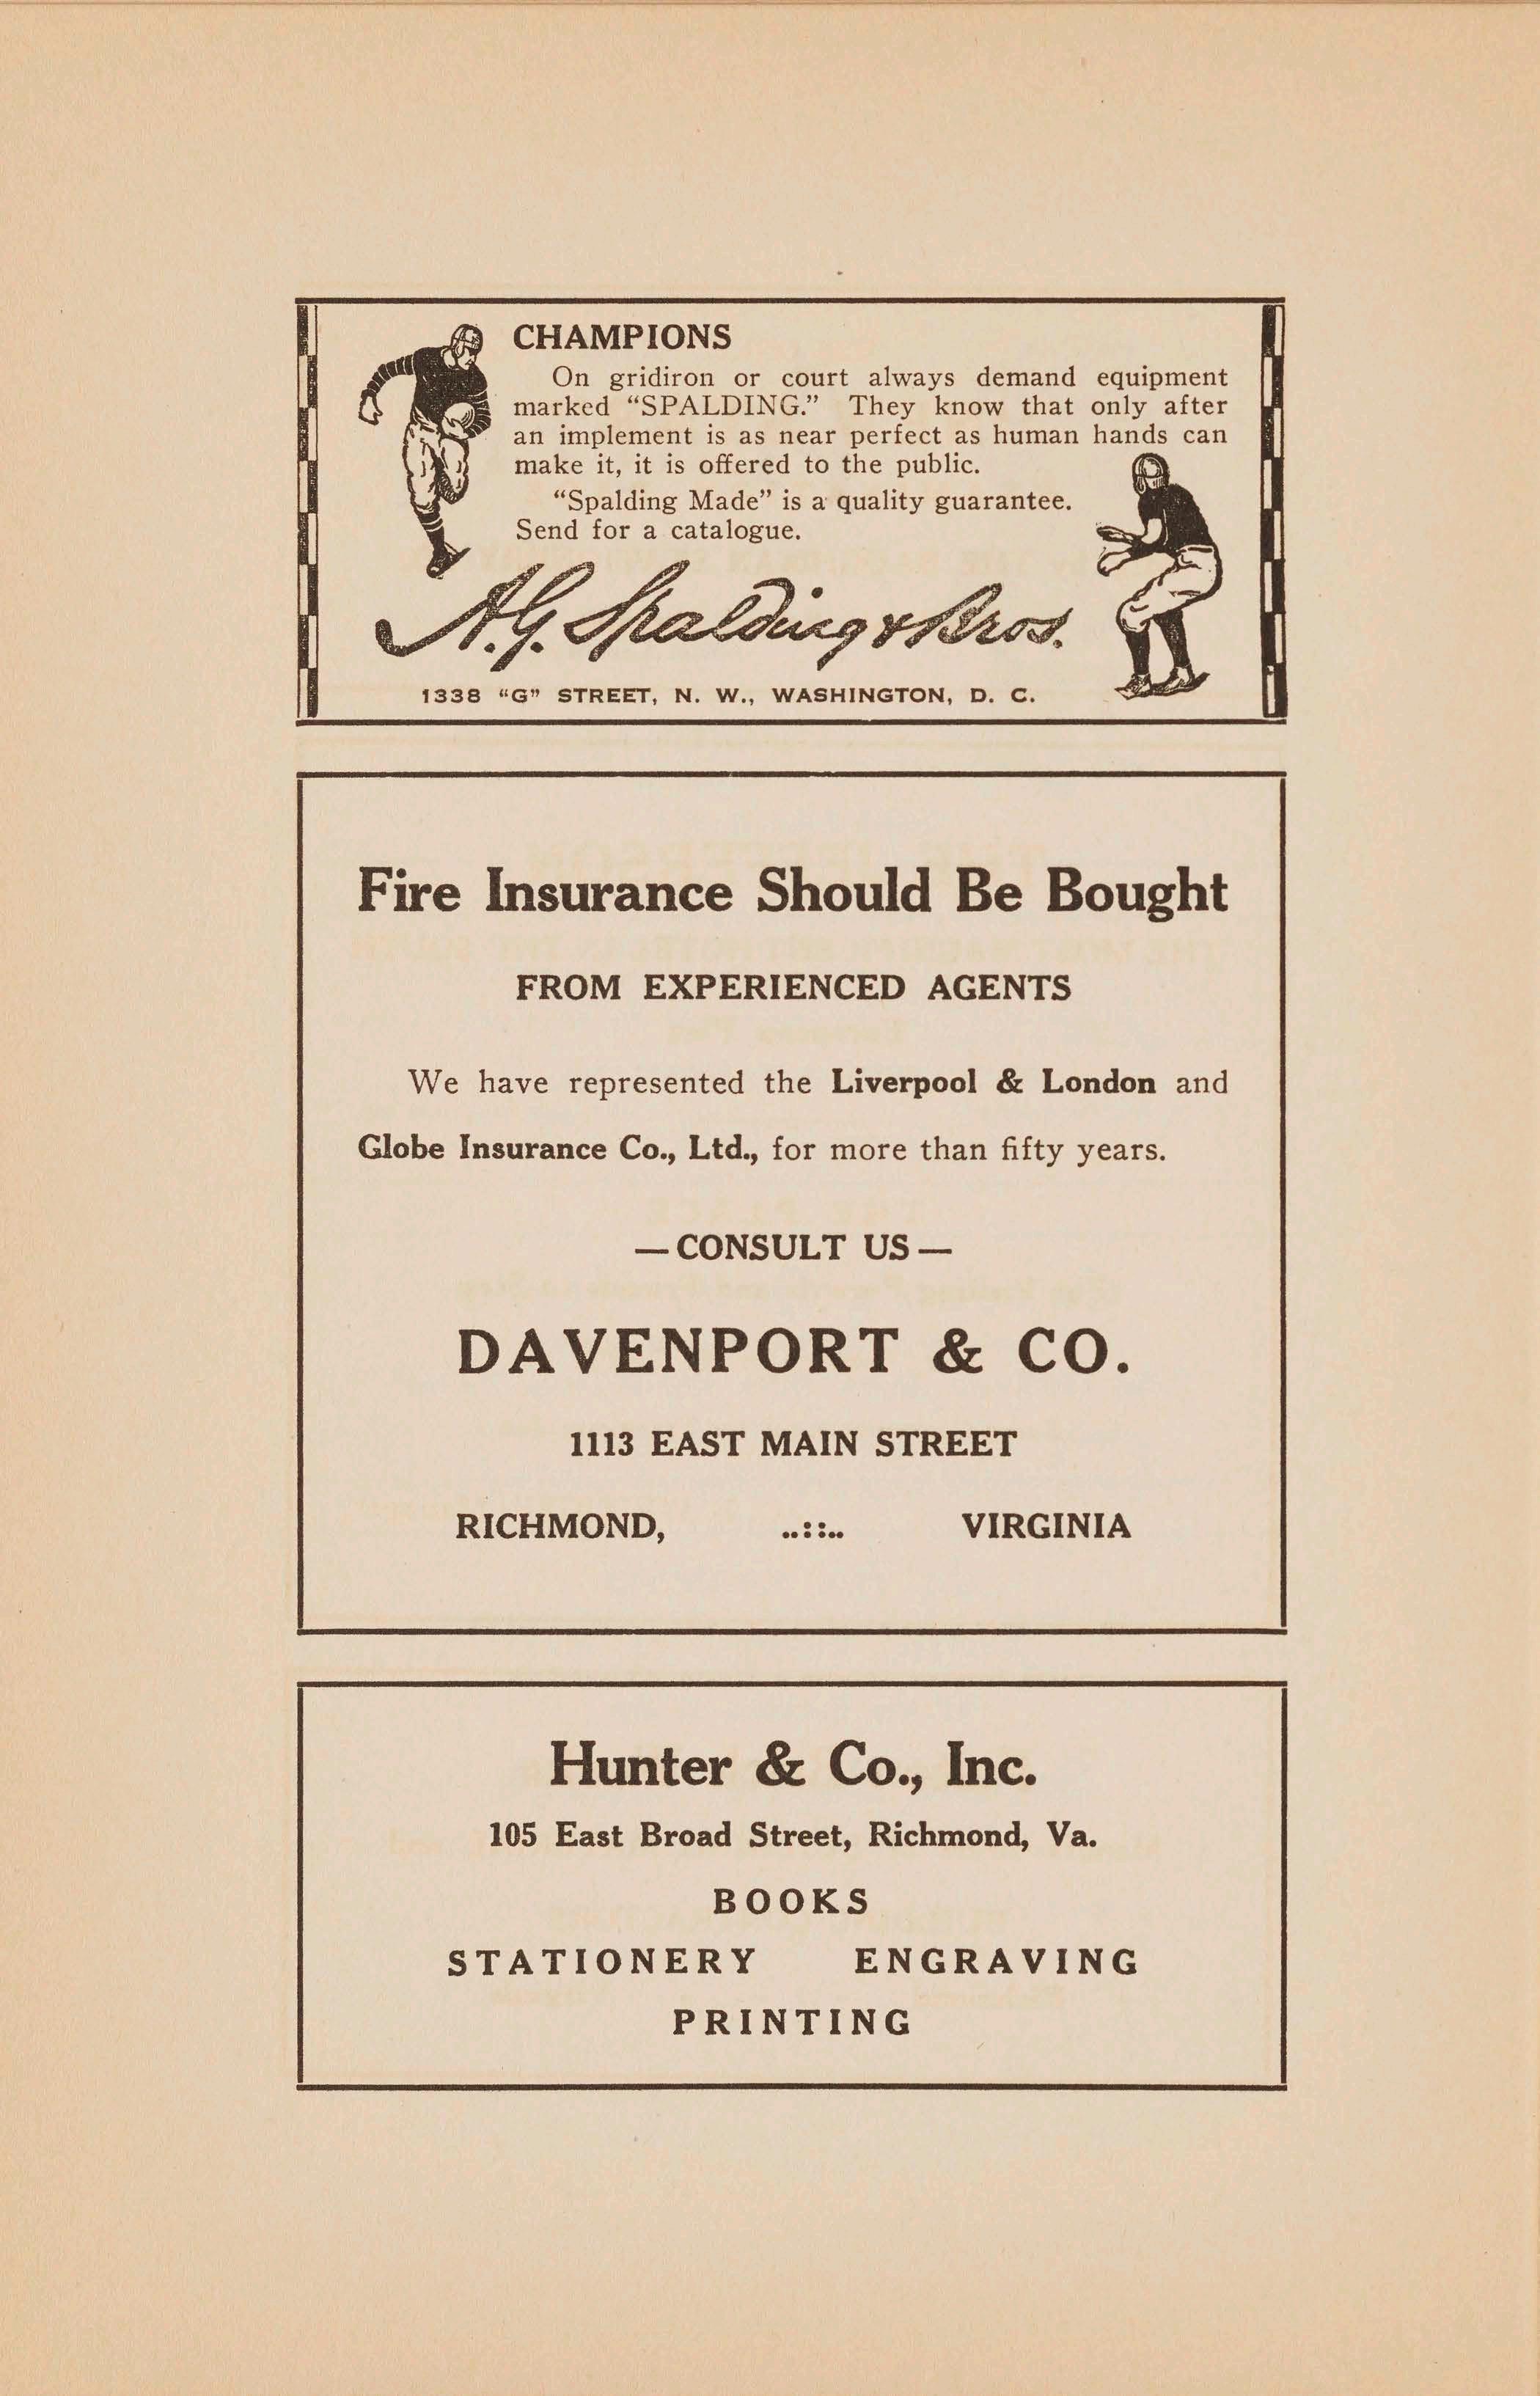 CHAMPIONS
On gridiron or court always demand equipment
marked “SPALDING.” They know that only after
an implement is as near perfect as human hands can
make it, it is offered to the public.
“Spalding Made” is a quality guarantee.
Send for a catalogue.
A.G. Spalding & Bros.
1338 “G” STREET, N. W., WASHINGTON, D. C.
Fire Insurance Should Be Bought
FROM EXPERIENCED AGENTS
We have represented the Liverpool & London and
Globe Insurance Co., Ltd., for more than fifty years.
—CONSULT US—
DAVENPORT & CO.
1113 EAST MAIN STREET
RICHMOND, ..::.. VIRGINIA
Hunter & Co., Inc.
105 East Broad Street, Richmond, Va.
BOOKS
STATIONERY ENGRAVING
PRINTING